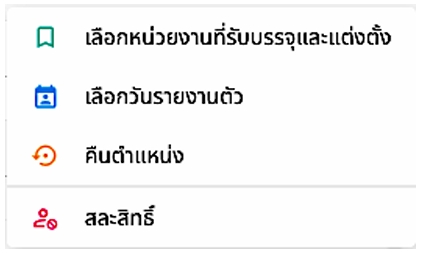 เลือกหน่วยงานที่รับบรรจุและแต่งตั้ง
เลือกวันรายงานตัว
คืนตำแหน่ง
สละสิทธิ์